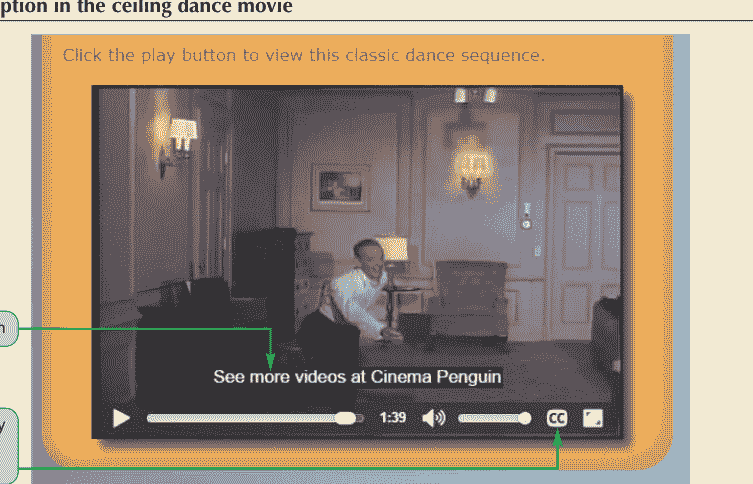 ption in the ceiling dance movie
Click the play button to view this classic dance sequence.
See more videos at Cinema Penguin
1:39
CC